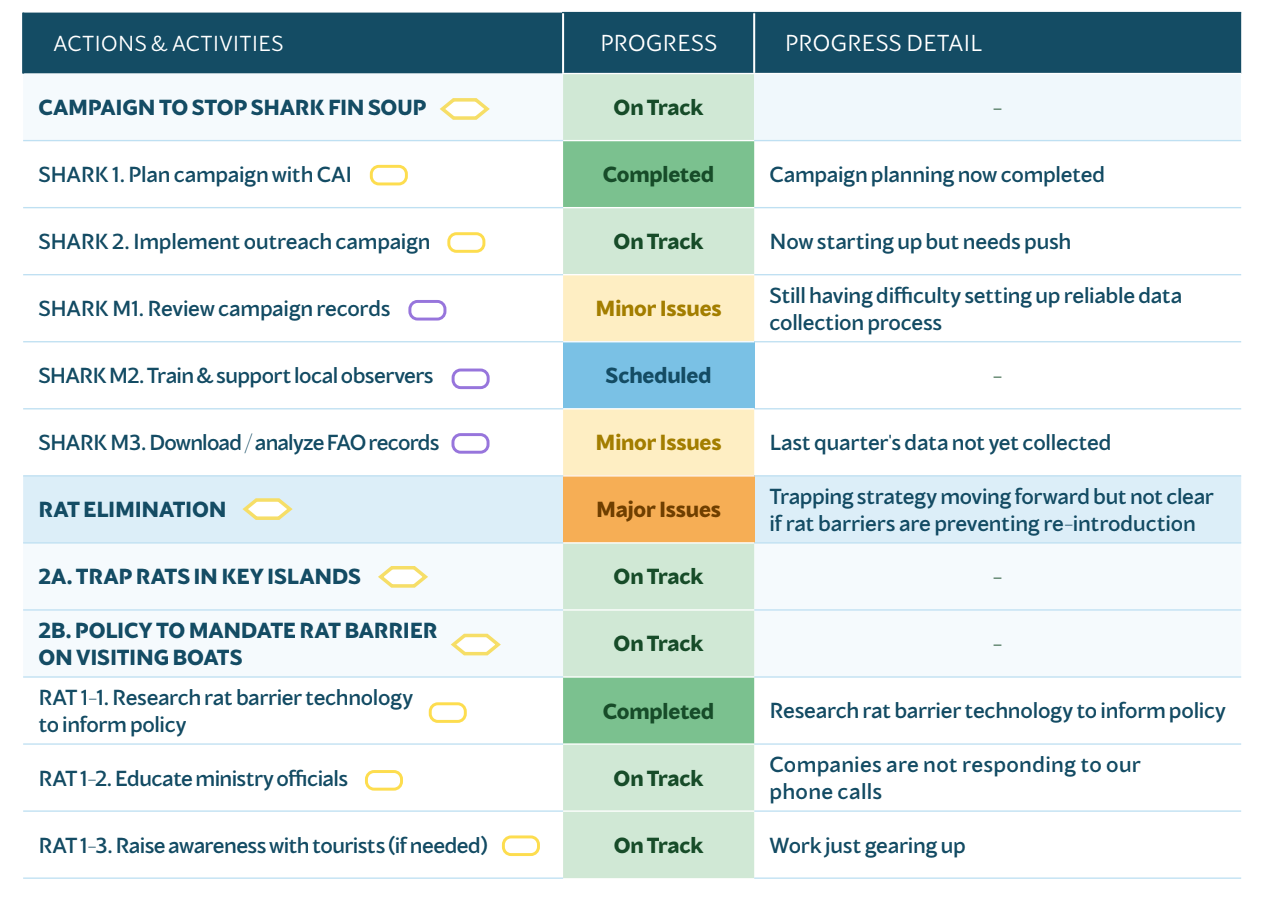 ACTIONS & ACTIVITIES PROGRESS PROGRESS DETAIL
CAMPAIGN TO STOP SHARK FIN SOUP On Track –
SHARK 1. Plan campaign with CAI Completed Campaign planning now completed
SHARK 2. Implement outreach campaign On Track Now starting up but needs push
SHARK M1. Review campaign records Minor Issues Still having difficulty setting up reliable data
collection process
SHARK M2. Train & support local observers Scheduled –
SHARK M3. Download / analyze FAO records Minor Issues Last quarter's data not yet collected
RAT ELIMINATION Major Issues Trapping strategy moving forward but not clear
if rat barriers are preventing re-introduction
2A. TRAP RATS IN KEY ISLANDS On Track –
2B. POLICY TO MANDATE RAT BARRIER
ON VISITING BOATS On Track –
RAT 1-1. Research rat barrier technology
to inform policy Completed Research rat barrier technology to inform policy
RAT 1-2. Educate ministry officials On Track Companies are not responding to our
phone calls
RAT 1-3. Raise awareness with tourists (if needed) On Track Work just gearing up